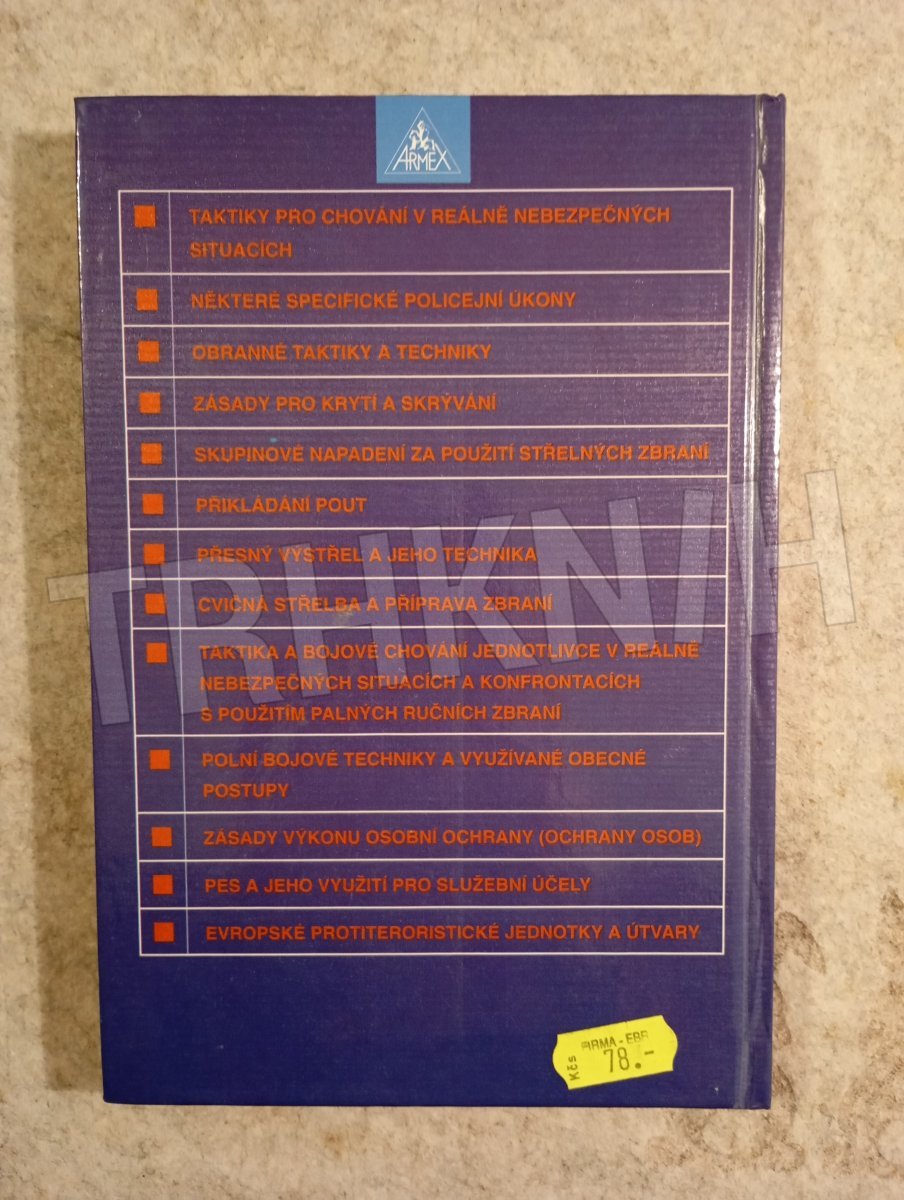 ARMEX
TAKTIKY PRO CHOVÁNÍ V REÁLNĚ NEBEZPEČNÝCH
SITUACÍCH
NĚKTERÉ SPECIFICKÉ POLICEJNÍ ÚKONY
OBRANNÉ TAKTIKY A TECHNIKY
ZÁSADY PRO KRYTÍ A SKRÝVÁNÍ
SKUPINOVÉ NAPADENÍ ZA POUŽITÍ STŘELNÝCH ZBRANÍ
PŘIKLÁDÁNÍ POUT
PŘESNÝ VÝSTŘEL A JEHO TECHNIKA
CVIČNÁ STŘELBA A PŘÍPRAVA ZBRANÍ
TAKTIKA A BOJOVÉ CHOVÁNÍ JEDNOTLIVCE V REÁLNĚ
NEBEZPEČNÝCH SITUACÍCH A KONFRONTACÍCH
S POUŽITÍM PALNÝCH RUČNÍCH ZBRANÍ
POLNÍ BOJOVÉ TECHNIKY A VYUŽÍVANÉ OBECNÉ
POSTUPY
ZÁSADY VÝKONU OSOBNÍ OCHRANY (OCHRANY OSOB)
PES A JEHO VYUŽITÍ PRO SLUŽEBNÍ ÚČELY
EVROPSKÉ PROTITERORISTICKÉ JEDNOTKY A ÚTVARY
TRHKNIH
Kčs 78.-